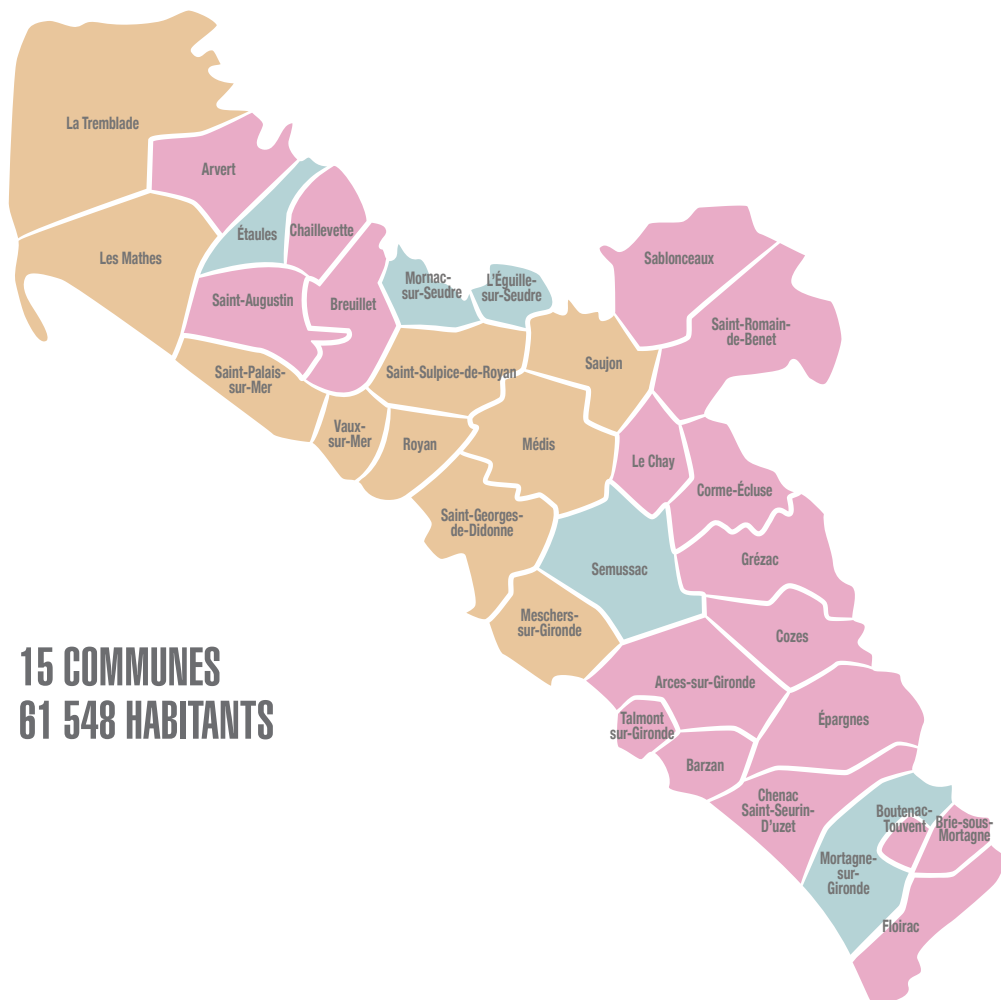 La Tremblade
Arvert
Étaules
Chaillevette
Les Mathes
Saint-Augustin
Breuillet
Mornac-
sur-Seudre
L'Éguille-
sur-Seudre
Sablonceaux
Saint-Romain-
de-Benet
Saint-Palais-
sur-Mer
Saint-Sulpice-de-Royan
Saujon
Vaux-
sur-Mer
Royan
Médis
Le Chay
Corme-Écluse
Saint-Georges-
de-Didonne
Semussac
Grézac
Meschers-
sur-Gironde
Cozes
15 COMMUNES
61 548 HABITANTS
Arces-sur-Gironde
Talmont
sur-Gironde
Épargnes
Barzan
Chenac
Saint-Seurin-
D'uzet
Boutenac-
Touvent
Brie-sous-
Mortagne
Mortagne-
sur-
Gironde
Floirac